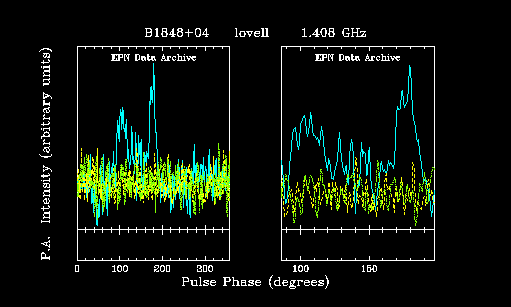 B1848+04 lovell 1.408 GHz
EPN Data Archive EPN Data Archive
P.A. Intensity (arbitrary units)
0 100 200 300 100 150
Pulse Phase (degrees)